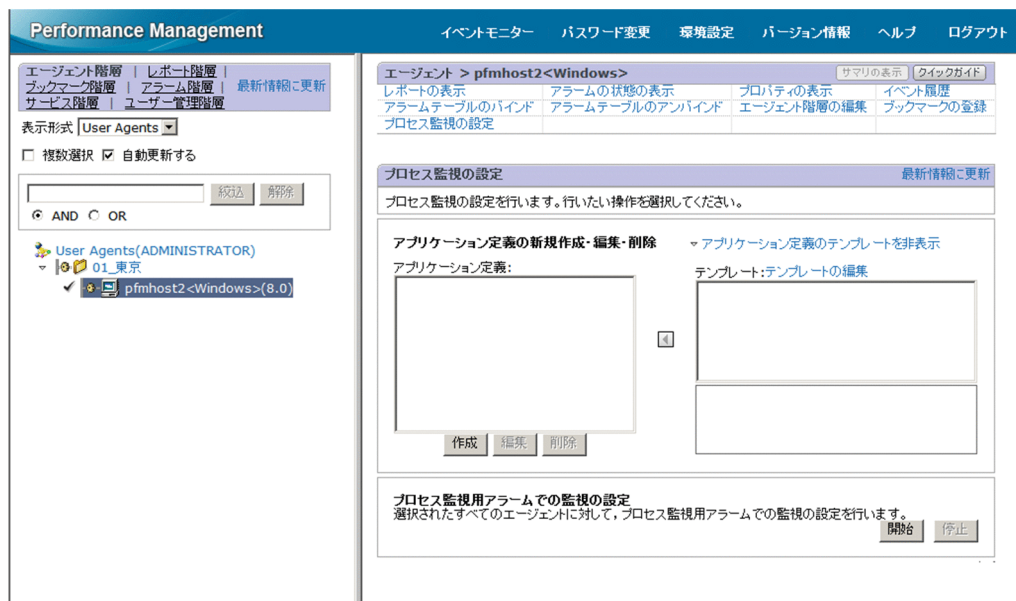 Performance Management
イベントモニター パスワード変更 環境設定 バージョン情報 ヘルプ ログアウト
エージェント階層 | レポート階層 |
ブックマーク階層 | アラーム階層 | 最新情報に更新
サービス階層 | ユーザー管理階層
表示形式 User Agents
複数選択 自動更新する
絞込 解除
AND OR
User Agents(ADMINISTRATOR)
01_東京
pfmhost2<Windows>(8.0)
エージェント > pfmhost2<Windows> サマリの表示 クイックガイド
レポートの表示 アラームの状態の表示 プロパティの表示 イベント履歴
アラームテーブルのバインド アラームテーブルのアンバインド エージェント階層の編集 ブックマークの登録
プロセス監視の設定
プロセス監視の設定 最新情報に更新
プロセス監視の設定を行います。行いたい操作を選択してください。
アプリケーション定義の新規作成・編集・削除 アプリケーション定義のテンプレートを非表示
アプリケーション定義: テンプレート:テンプレートの編集
作成 編集 削除
プロセス監視用アラームでの監視の設定
選択されたすべてのエージェントに対して，プロセス監視用アラームでの監視の設定を行います。
開始 停止